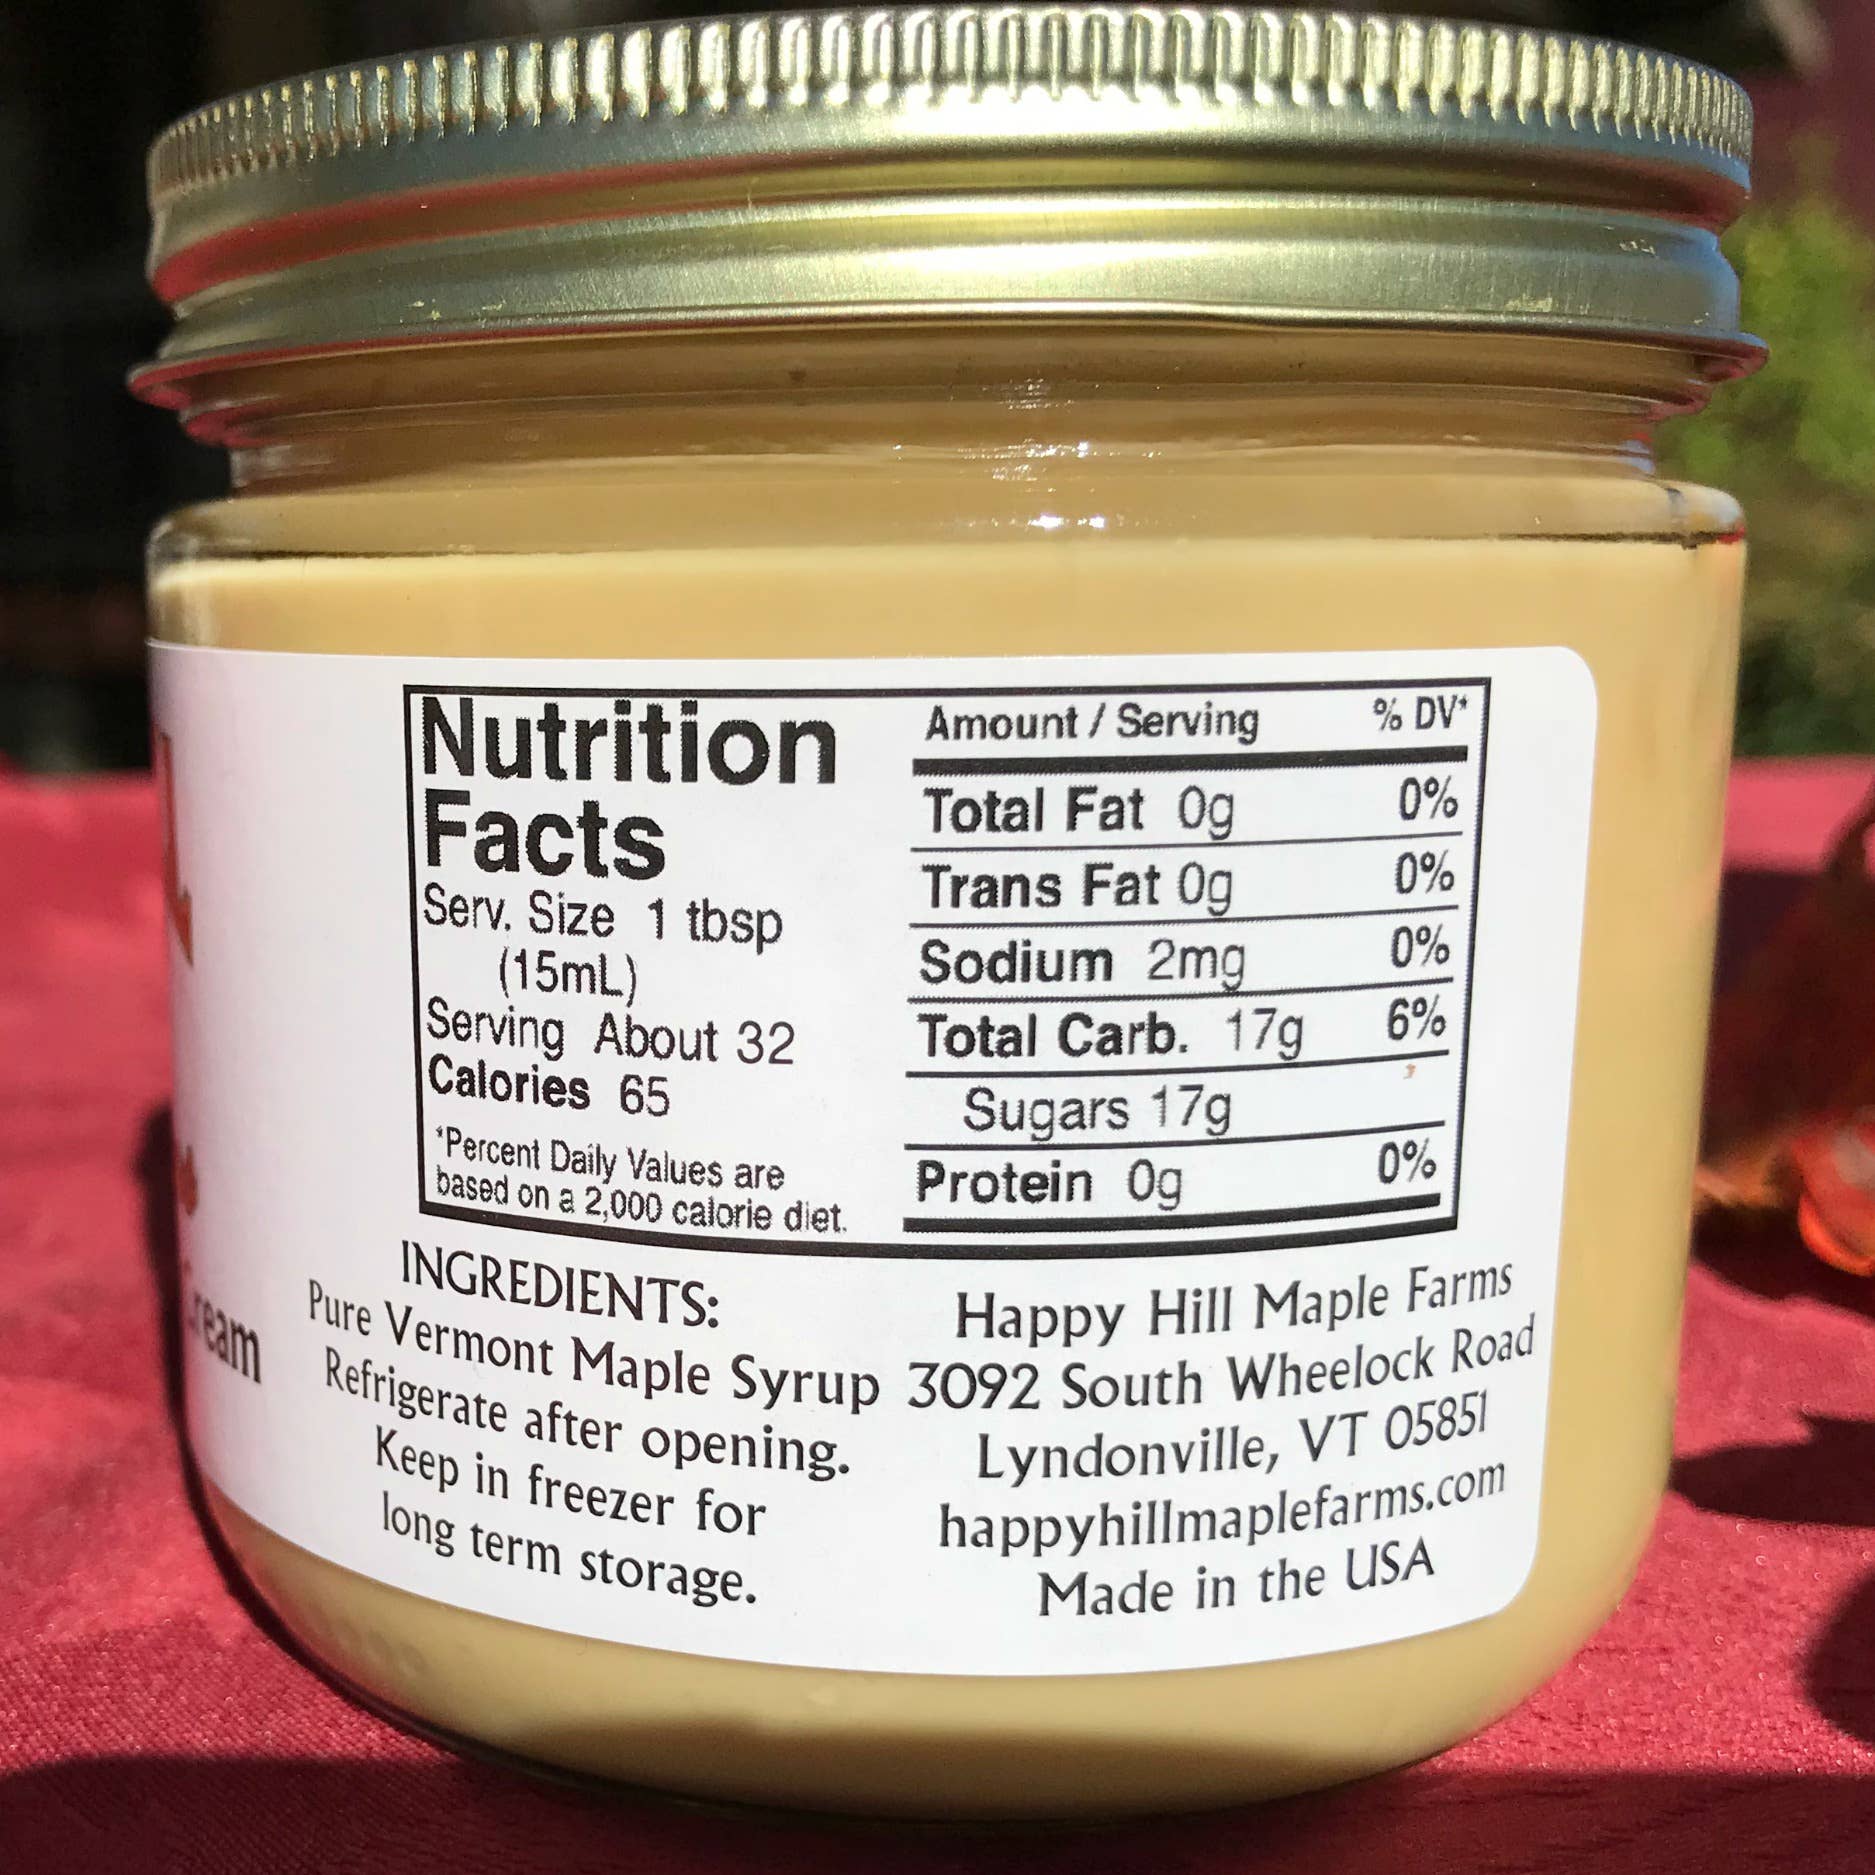 Nutrition
Facts
Serv. Size 1 tbsp
(15mL)
Serving About 32
Calories 65
*Percent Daily Values are
based on a 2,000 calorie diet.
Amount / Serving % DV*
Total Fat 0g 0%
Trans Fat 0g 0%
Sodium 2mg 0%
Total Carb. 17g 6%
Sugars 17g
Protein 0g 0%
INGREDIENTS:
Pure Vermont Maple Syrup
Refrigerate after opening.
Keep in freezer for
long term storage.
Happy Hill Maple Farms
3092 South Wheelock Road
Lyndonville, VT 05851
happyhillmaplefarms.com
Made in the USA